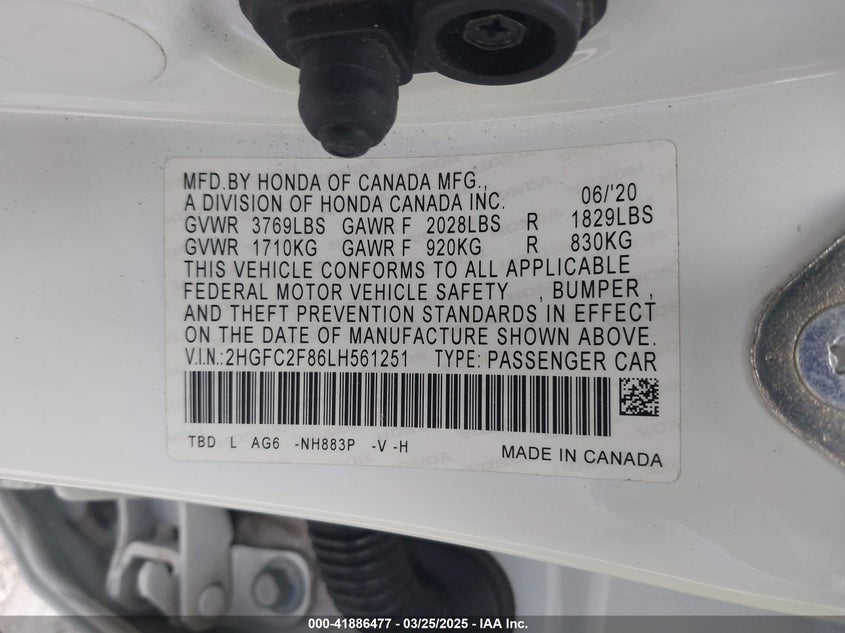 MFD.BY HONDA OF CANADA MFG.,
A DIVISION OF HONDA CANADA INC. 06/'20
GVWR 3769LBS GAWR F 2028LBS R 1829LBS
GVWR 1710KG GAWR F 920KG R 830KG
THIS VEHICLE CONFORMS TO ALL APPLICABLE
FEDERAL MOTOR VEHICLE SAFETY , BUMPER ,
AND THEFT PREVENTION STANDARDS IN EFFECT
ON THE DATE OF MANUFACTURE SHOWN ABOVE.
V.I.N.:2HGFC2F86LH561251 TYPE: PASSENGER CAR
TBD L AG6 -NH883P -V -H
MADE IN CANADA
000-41886477 — 03/25/2025 — IAA Inc.